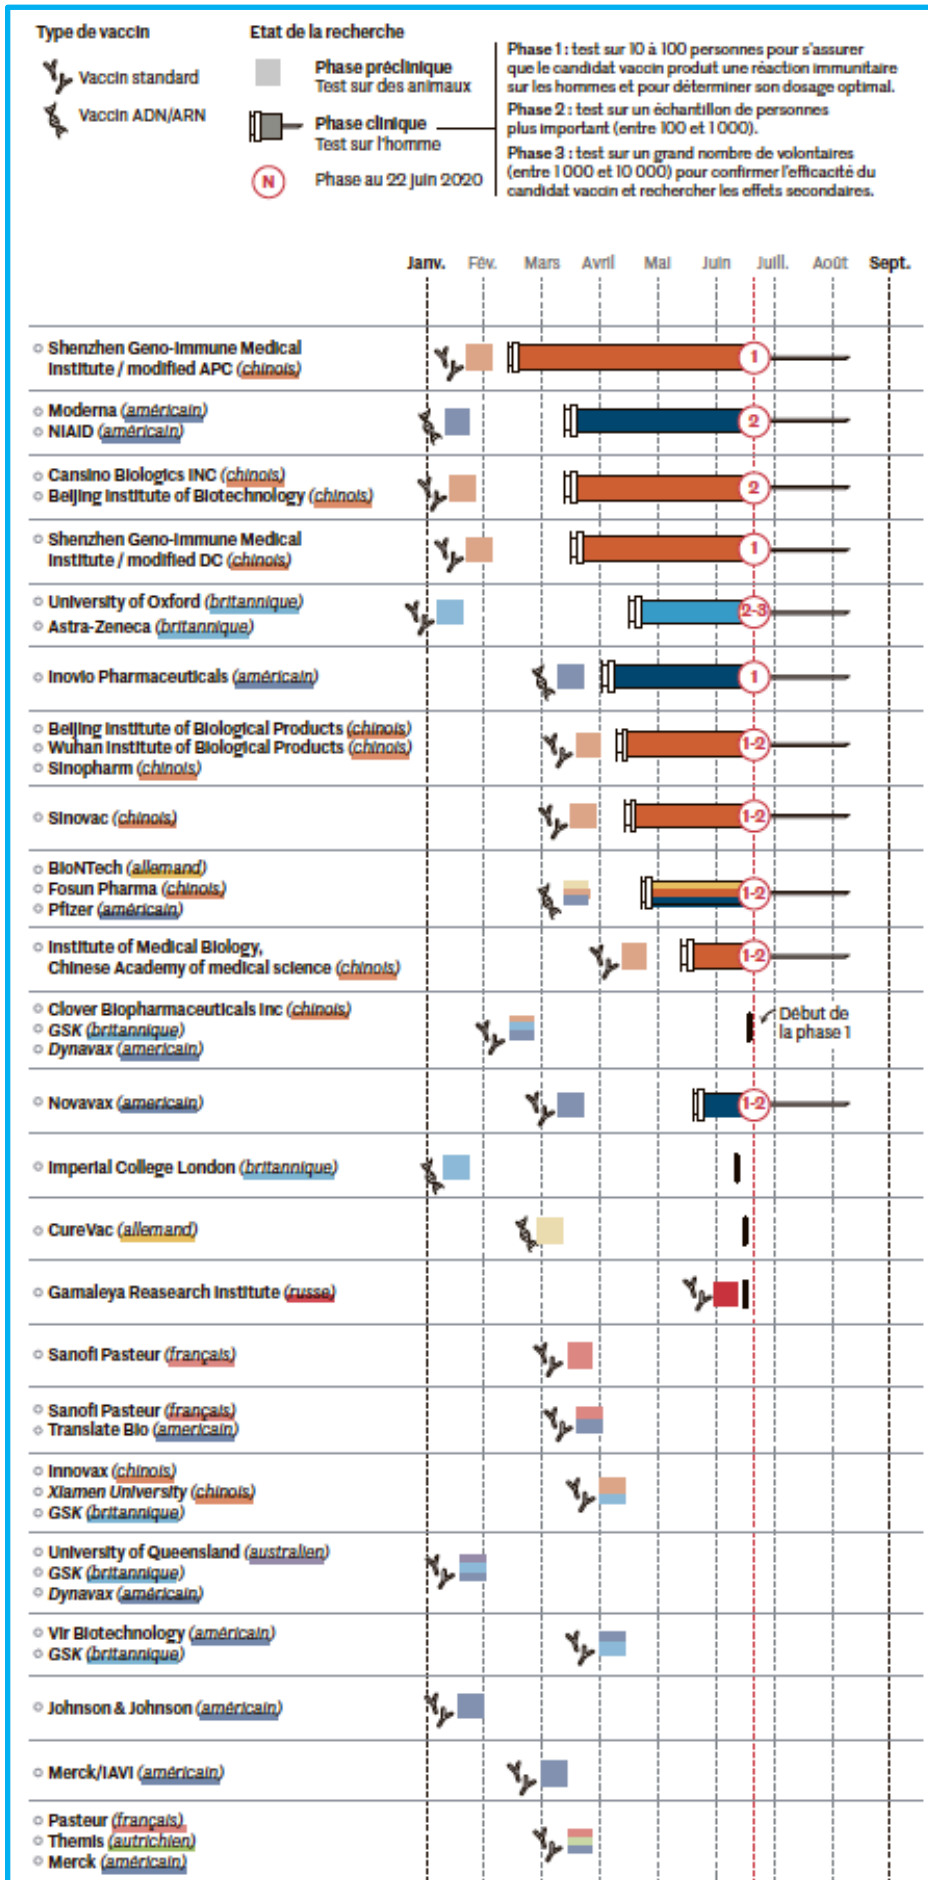 Type de vaccin
Vaccin standard
Vaccin ADN/ARN
Etat de la recherche
Phase préclinique
Test sur des animaux
Phase clinique
Test sur l'homme
N Phase au 22 juin 2020
Phase 1 : test sur 10 à 100 personnes pour s'assurer
que le candidat vaccin produit une réaction immunitaire
sur les hommes et pour déterminer son dosage optimal.
Phase 2 : test sur un échantillon de personnes
plus important (entre 100 et 1 000).
Phase 3 : test sur un grand nombre de volontaires
(entre 1 000 et 10 000) pour confirmer l'efficacité du
candidat vaccin et rechercher les effets secondaires.
Janv. Fév. Mars Avril Mai Juin Juill. Août Sept.
Shenzhen Geno-Immune Medical
Institute / modified APC (chinois)
1
Moderna (américain)
NIAID (américain)
2
Cansino Biologics INC (chinois)
Beijing Institute of Biotechnology (chinois)
2
Shenzhen Geno-Immune Medical
Institute / modified DC (chinois)
1
University of Oxford (britannique)
Astra-Zeneca (britannique)
2-3
Inovio Pharmaceuticals (américain)
1
Beijing Institute of Biological Products (chinois)
Wuhan Institute of Biological Products (chinois)
Sinopharm (chinois)
1-2
Sinovac (chinois)
1-2
BioNTech (allemand)
Fosun Pharma (chinois)
Pfizer (américain)
1-2
Institute of Medical Biology,
Chinese Academy of medical science (chinois)
1-2
Clover Biopharmaceuticals Inc (chinois)
GSK (britannique)
Dynavax (americain)
Début de
la phase 1
Novavax (americain)
1-2
Imperial College London (britannique)
CureVac (allemand)
Gamaleya Reasearch Institute (russe)
Sanofi Pasteur (français)
Sanofi Pasteur (français)
Translate Bio (americain)
Innovax (chinois)
Xiamen University (chinois)
GSK (britannique)
University of Queensland (australien)
GSK (britannique)
Dynavax (américain)
Vir Biotechnology (américain)
GSK (britannique)
Johnson & Johnson (américain)
Merck/IAVI (américain)
Pasteur (français)
Themis (autrichien)
Merck (américain)